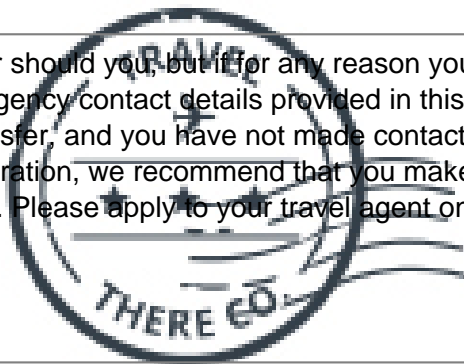 TRAVEL
r should you, but if for any reason you
gency contact details provided in this
sfer, and you have not made contact
ration, we recommend that you make
. Please apply to your travel agent or
THERE CO.